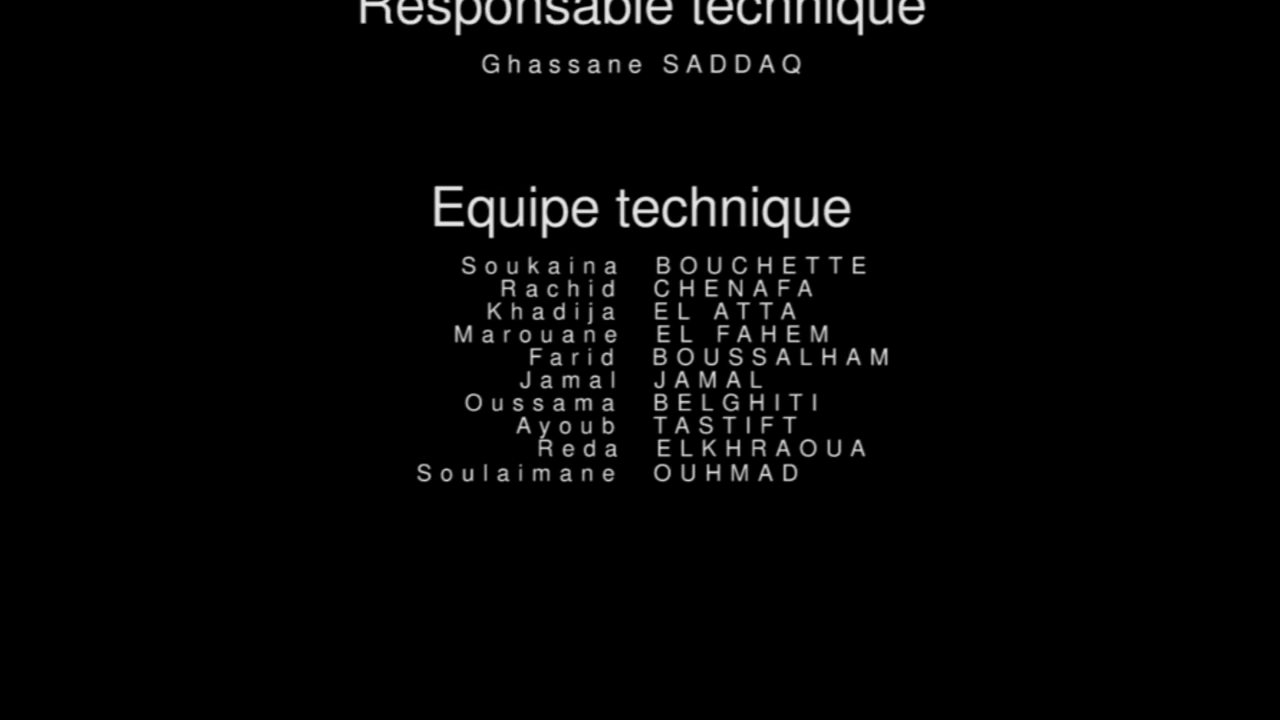 Responsable technique
Ghassane SADDAQ
Equipe technique
Soukaina BOUCHETTE
Rachid CHENAFA
Khadija EL ATTA
Marouane EL FAHEM
Farid BOUSSALHAM
Jamal JAMAL
Oussama BELGHITI
Ayoub TASTIFT
Reda ELKHRAOUA
Soulaimane OUHMAD